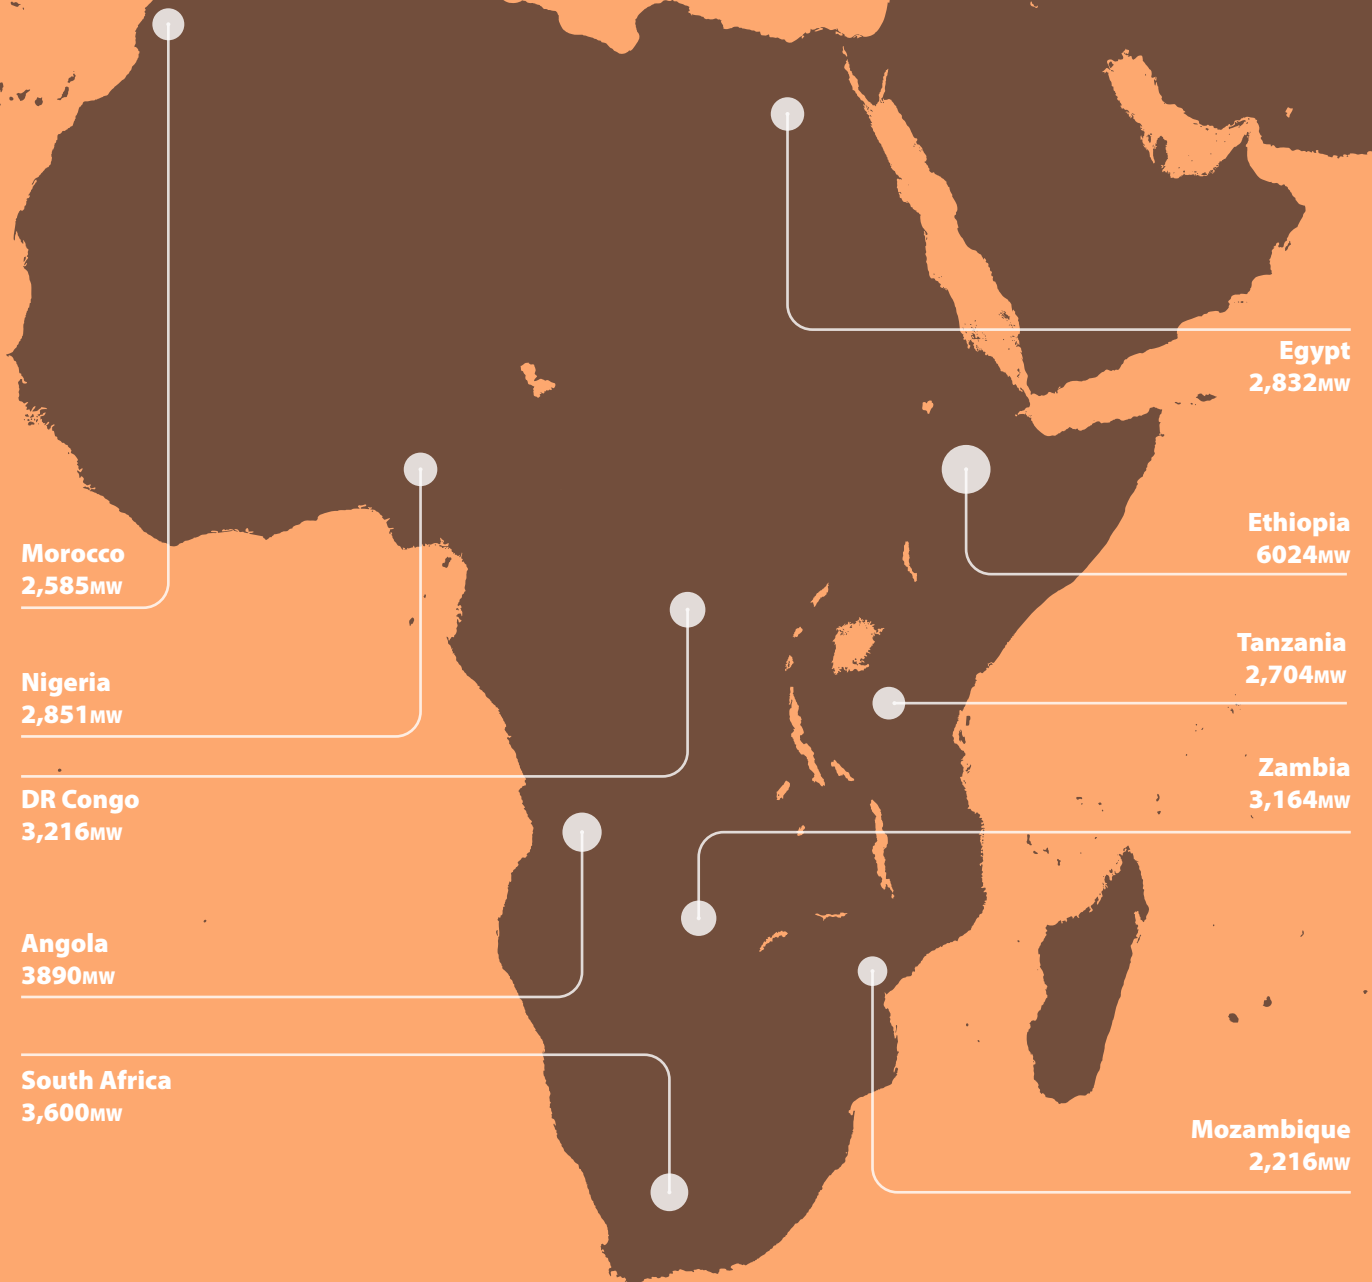 Morocco
2,585MW
Nigeria
2,851MW
DR Congo
3,216MW
Angola
3890MW
South Africa
3,600MW
Egypt
2,832MW
Ethiopia
6024MW
Tanzania
2,704MW
Zambia
3,164MW
Mozambique
2,216MW